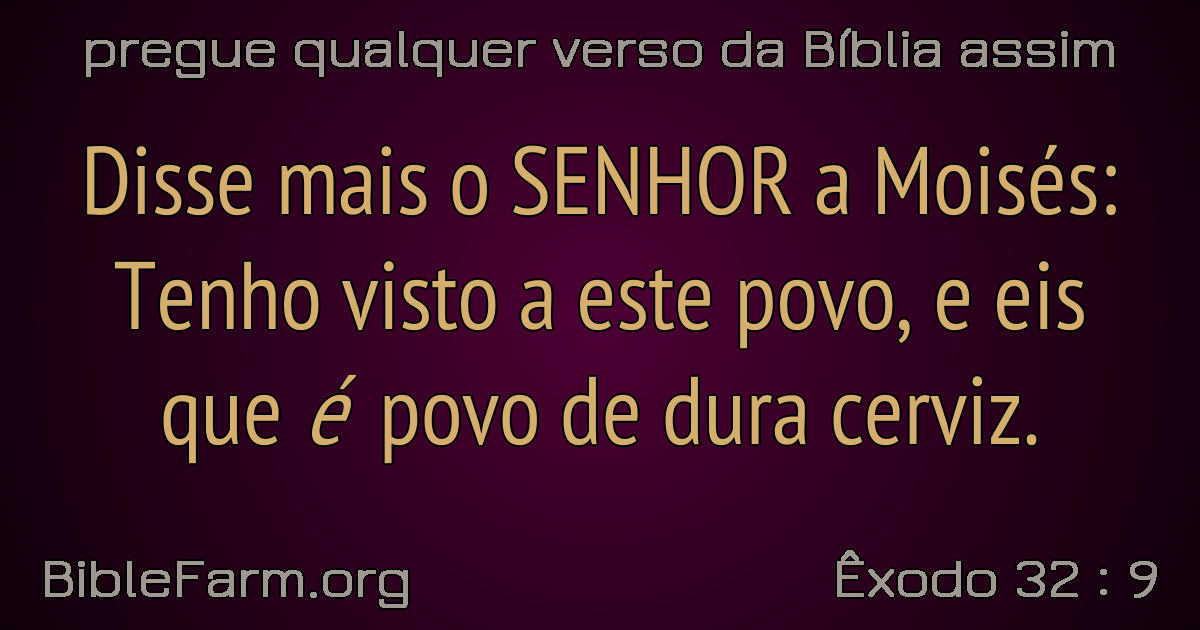 pregue qualquer verso da Bíblia assim
Disse mais o SENHOR a Moisés:
Tenho visto a este povo, e eis
que é povo de dura cerviz.
BibleFarm.org
Êxodo 32 : 9